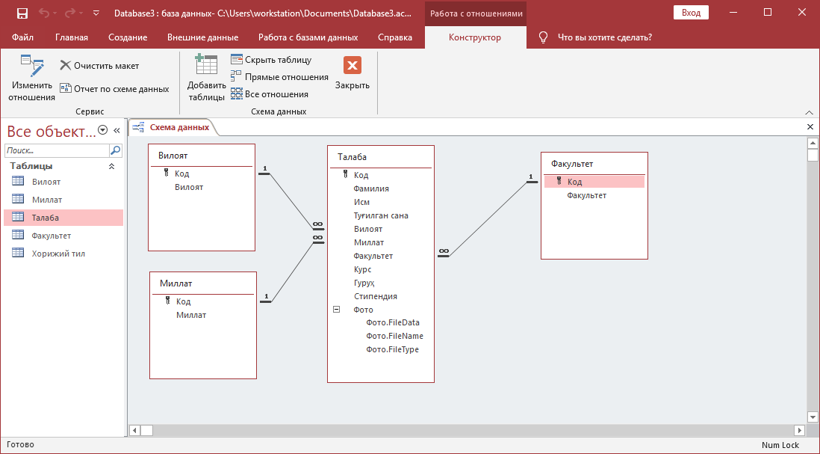 Database3 : база данных- C:\Users\workstation\Documents\Database3.ac...
Работа с отношениями
Вход
Файл
Главная
Создание
Внешние данные
Работа с базами данных
Справка
Конструктор
Что вы хотите сделать?
Изменить отношения
Очистить макет
Отчет по схеме данных
Сервис
Добавить таблицы
Скрыть таблицу
Прямые отношения
Все отношения
Закрыть
Схема данных
Все объект...
Поиск...
Таблицы
Вилоят
Миллат
Талаба
Факультет
Хорижий тил
Схема данных
Вилоят
Код
Вилоят
1
∞
Миллат
Код
Миллат
1
∞
Талаба
Код
Фамилия
Исм
Туғилган сана
Вилоят
Миллат
Факультет
Курс
Гуруҳ
Стипендия
Фото
Фото.FileData
Фото.FileName
Фото.FileType
∞
1
Факультет
Код
Факультет
Готово
Num Lock